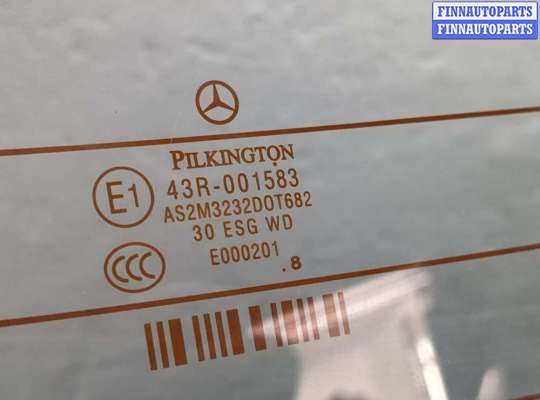 FINNAUTOPARTS
FINNAUTOPARTS
PILKINGTON
E1
43R-001583
AS2M3232DOT682
30 ESG WD
E000201
.8
CCC